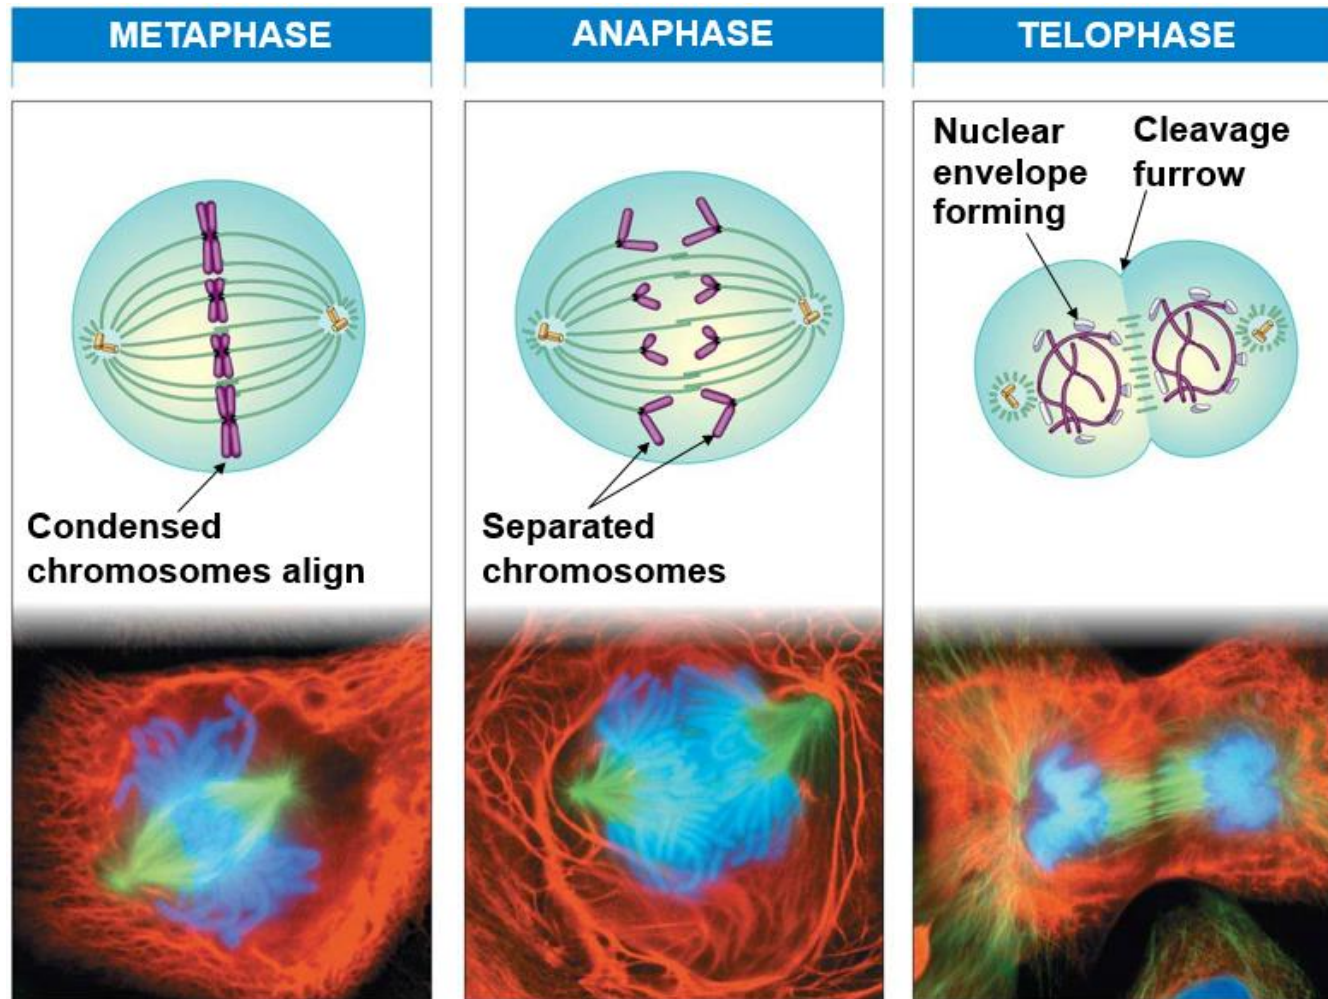 METAPHASE
ANAPHASE
TELOPHASE
Condensed
chromosomes align
Separated
chromosomes
Nuclear
envelope
forming
Cleavage
furrow